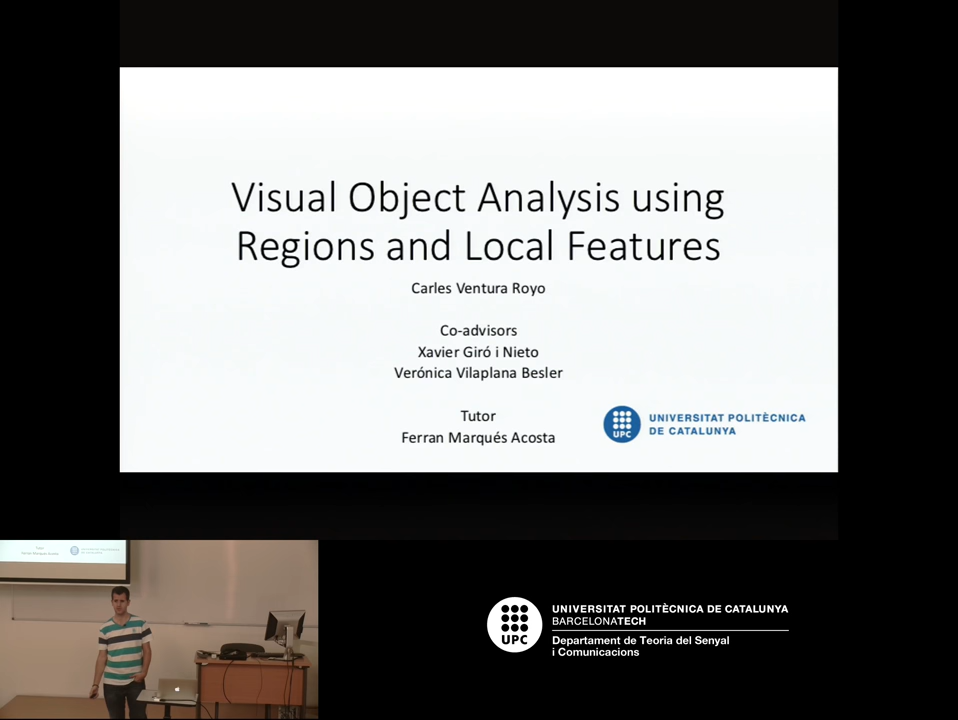 Visual Object Analysis using
Regions and Local Features
Carles Ventura Royo
Co-advisors
Xavier Giró i Nieto
Verónica Vilaplana Besler
Tutor
Ferran Marqués Acosta
UPC
UNIVERSITAT POLITÈCNICA
DE CATALUNYA
UPC
UNIVERSITAT POLITÈCNICA DE CATALUNYA
BARCELONATECH
Departament de Teoria del Senyal
i Comunicacions